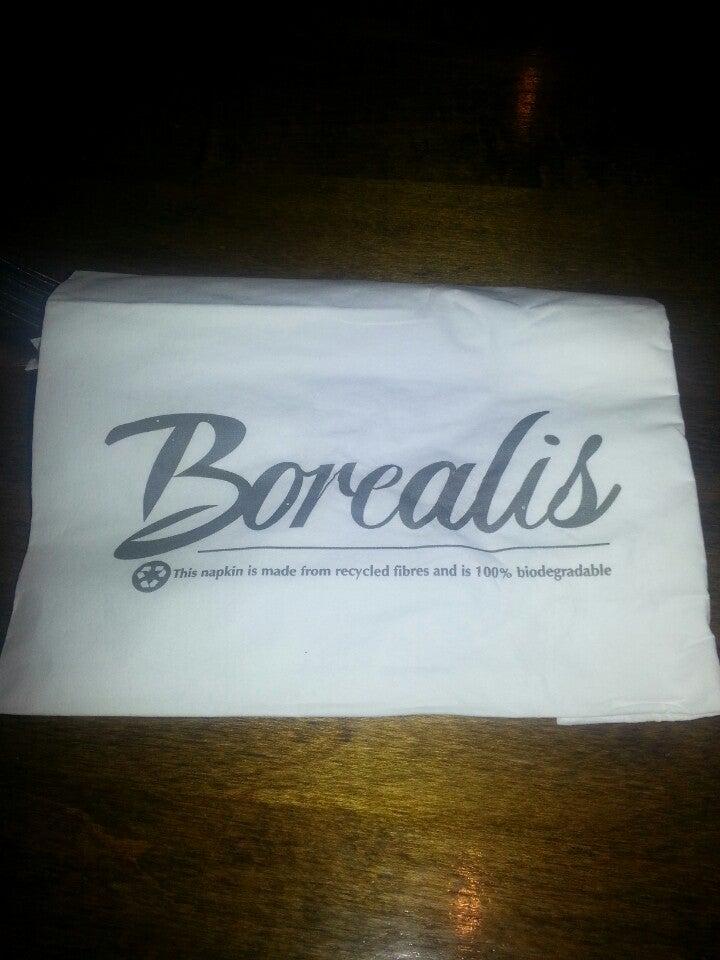 Borealis
This napkin is made from recycled fibres and is 100% biodegradable